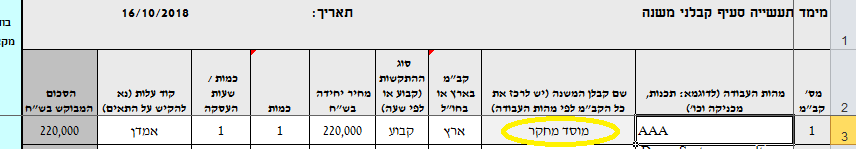 מימד תעשייה סעיף קבלני משנה תאריך: 16/10/2018
1
מס' קב"מ
מהות העבודה (לדוגמא: תכנות, מכניקה וכו')
שם קבלן המשנה (יש לרכז את כל הקב"מ לפי מהות העבודה)
קב"מ בארץ או בחו"ל
סוג ההתקשות (קבוע או לפי שעה)
מחיר יחידה בש"ח
כמות
כמות / שעות העסקה
קוד עלות (נא להקיש על התאים)
הסכום המבוקש בש"ח
2
1 AAA מוסד מחקר ארץ קבוע 220,000 1 1 אמדן 220,000
3